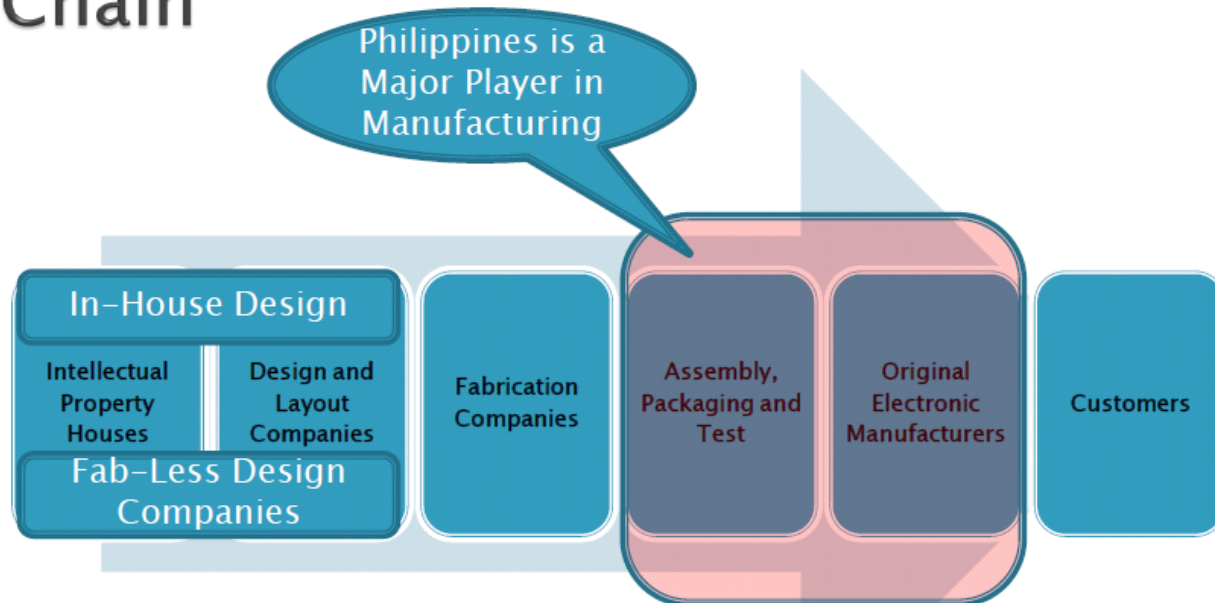 Chain
Philippines is a
Major Player in
Manufacturing
In-House Design
Intellectual
Property
Houses
Design and
Layout
Companies
Fab-Less Design
Companies
Fabrication
Companies
Assembly,
Packaging and
Test
Original
Electronic
Manufacturers
Customers